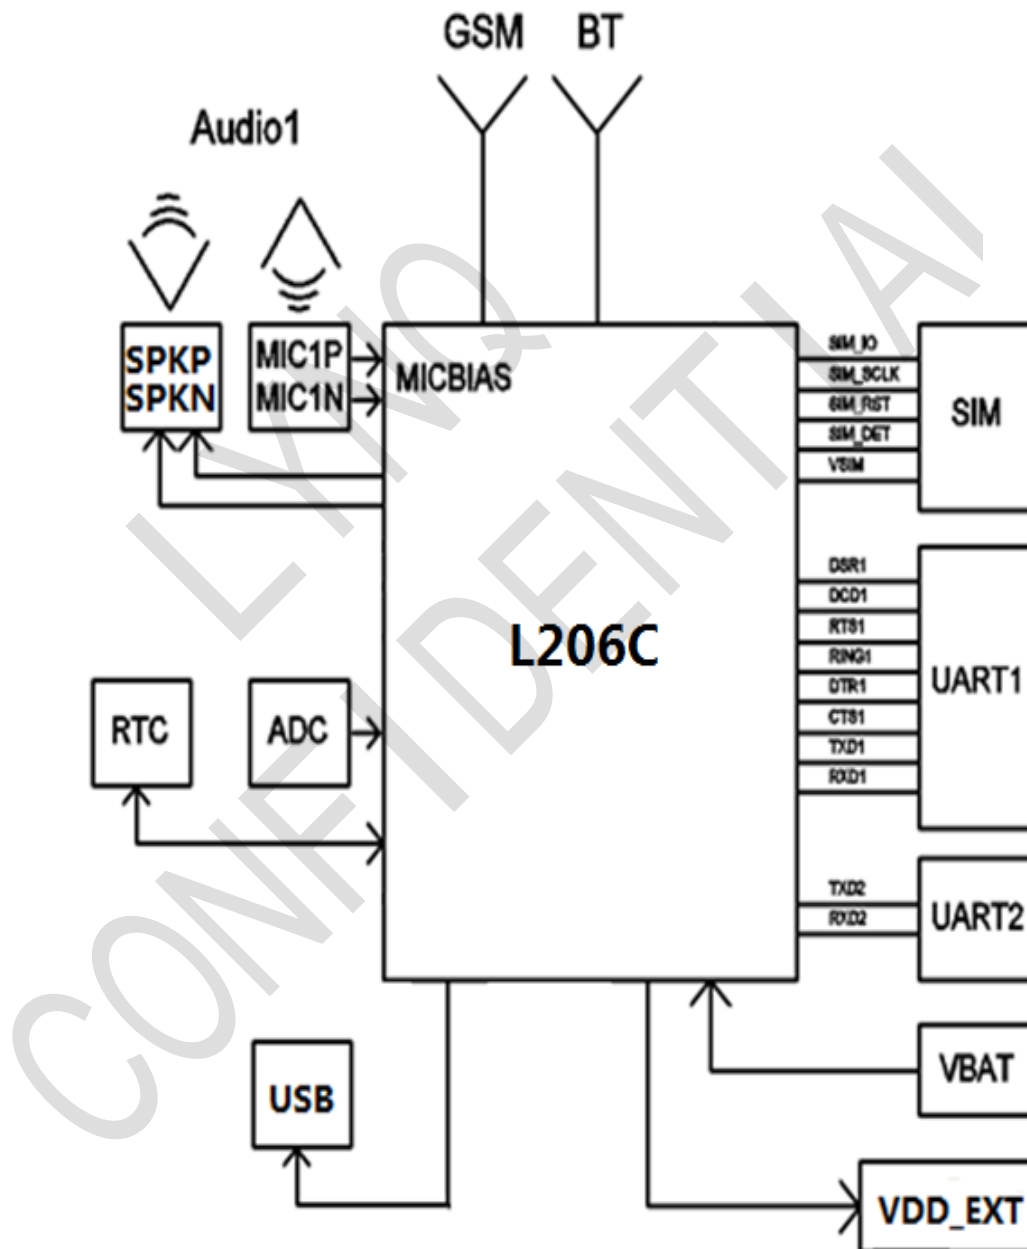 GSM BT
Audio1
SPKP
SPKN
MIC1P
MIC1N
MICBIAS
SIM_IO
SIM_SCLK
SIM_RST
SIM_DET
VSIM
SIM
DSR1
DCD1
RTS1
RING1
DTR1
CTS1
TXD1
RXD1
UART1
L206C
RTC
ADC
TXD2
RXD2
UART2
USB
VBAT
VDD_EXT
LYNQ
CONFIDENTIAL